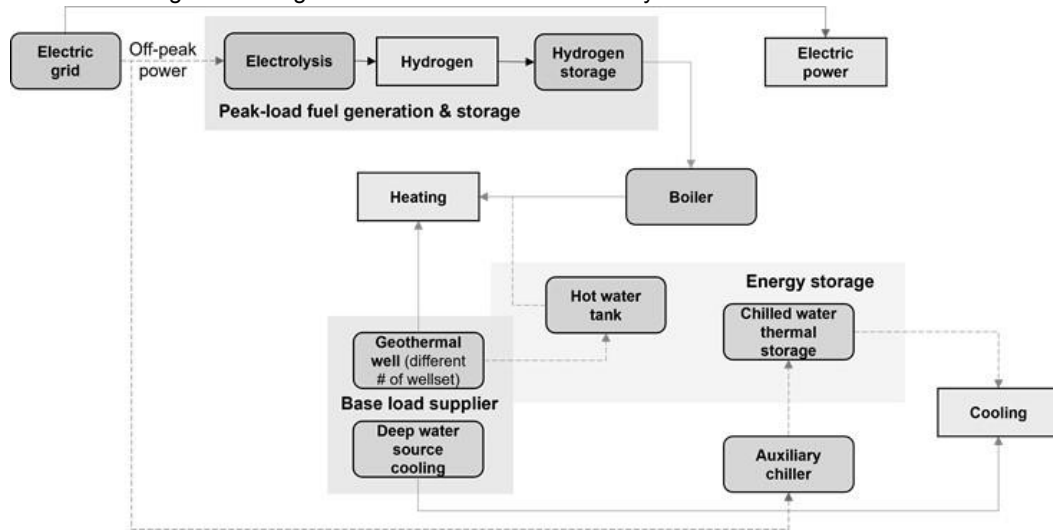 Electric
grid
Off-peak
power
Electrolysis
Hydrogen
Hydrogen
storage
Electric
power
Peak-load fuel generation & storage
Heating
Boiler
Energy storage
Hot water
tank
Chilled water
thermal
storage
Geothermal
well (different
# of wellset)
Base load supplier
Cooling
Deep water
source
cooling
Auxiliary
chiller